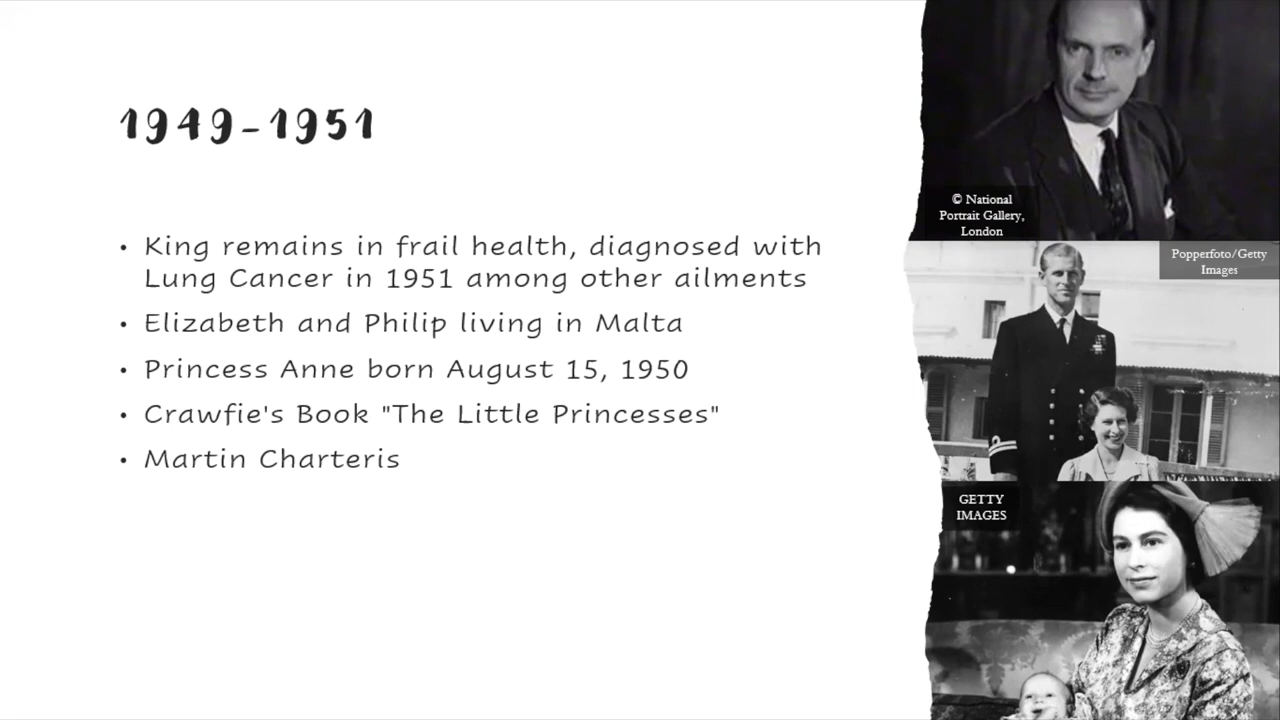 1949-1951
• King remains in frail health, diagnosed with
Lung Cancer in 1951 among other ailments
• Elizabeth and Philip living in Malta
• Princess Anne born August 15, 1950
• Crawfie's Book "The Little Princesses"
• Martin Charteris
© National
Portrait Gallery,
London
Popperfoto/Getty
Images
GETTY
IMAGES